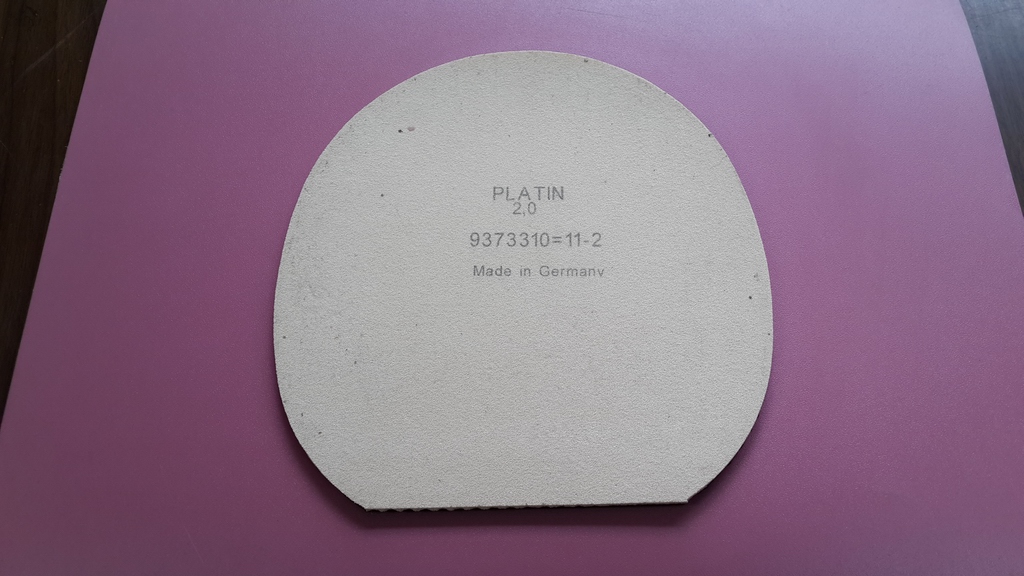 PLATIN
2,0
9373310=11-2
Made in Germany